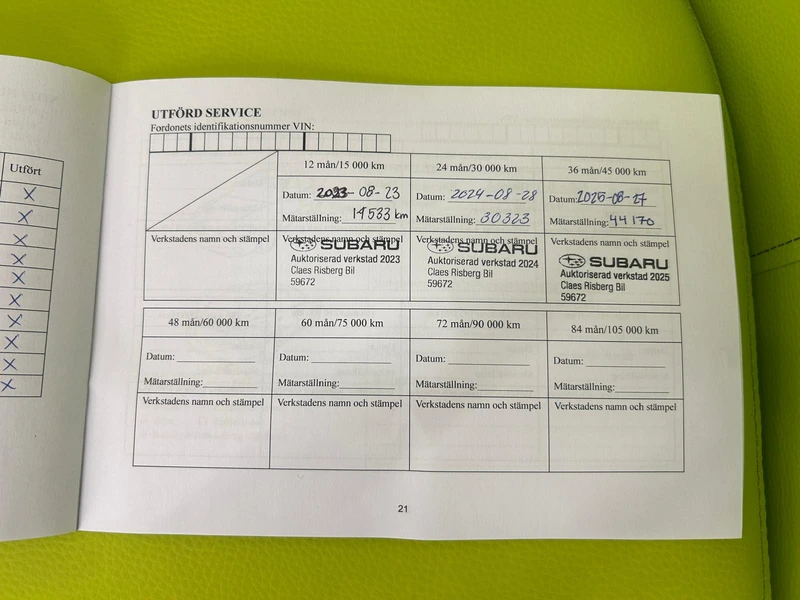 Utfört
X
X
X
X
X
X
X
X
X
X
UTFÖRD SERVICE
Fordonets identifikationsnummer VIN:
12 mån/15 000 km
24 mån/30 000 km
36 mån/45 000 km
Datum: 2023-08-23
Datum: 2024-08-28
Datum: 2025-08-27
Mätarställning: 14533 km
Mätarställning: 30323
Mätarställning: 44170
Verkstadens namn och stämpel
Verkstadens namn och stämpel
SUBARU
Auktoriserad verkstad 2023
Claes Risberg Bil
59672
Verkstadens namn och stämpel
SUBARU
Auktoriserad verkstad 2024
Claes Risberg Bil
59672
Verkstadens namn och stämpel
SUBARU
Auktoriserad verkstad 2025
Claes Risberg Bil
59672
48 mån/60 000 km
60 mån/75 000 km
72 mån/90 000 km
84 mån/105 000 km
Datum:
Datum:
Datum:
Datum:
Mätarställning:
Mätarställning:
Mätarställning:
Mätarställning:
Verkstadens namn och stämpel
Verkstadens namn och stämpel
Verkstadens namn och stämpel
Verkstadens namn och stämpel
21